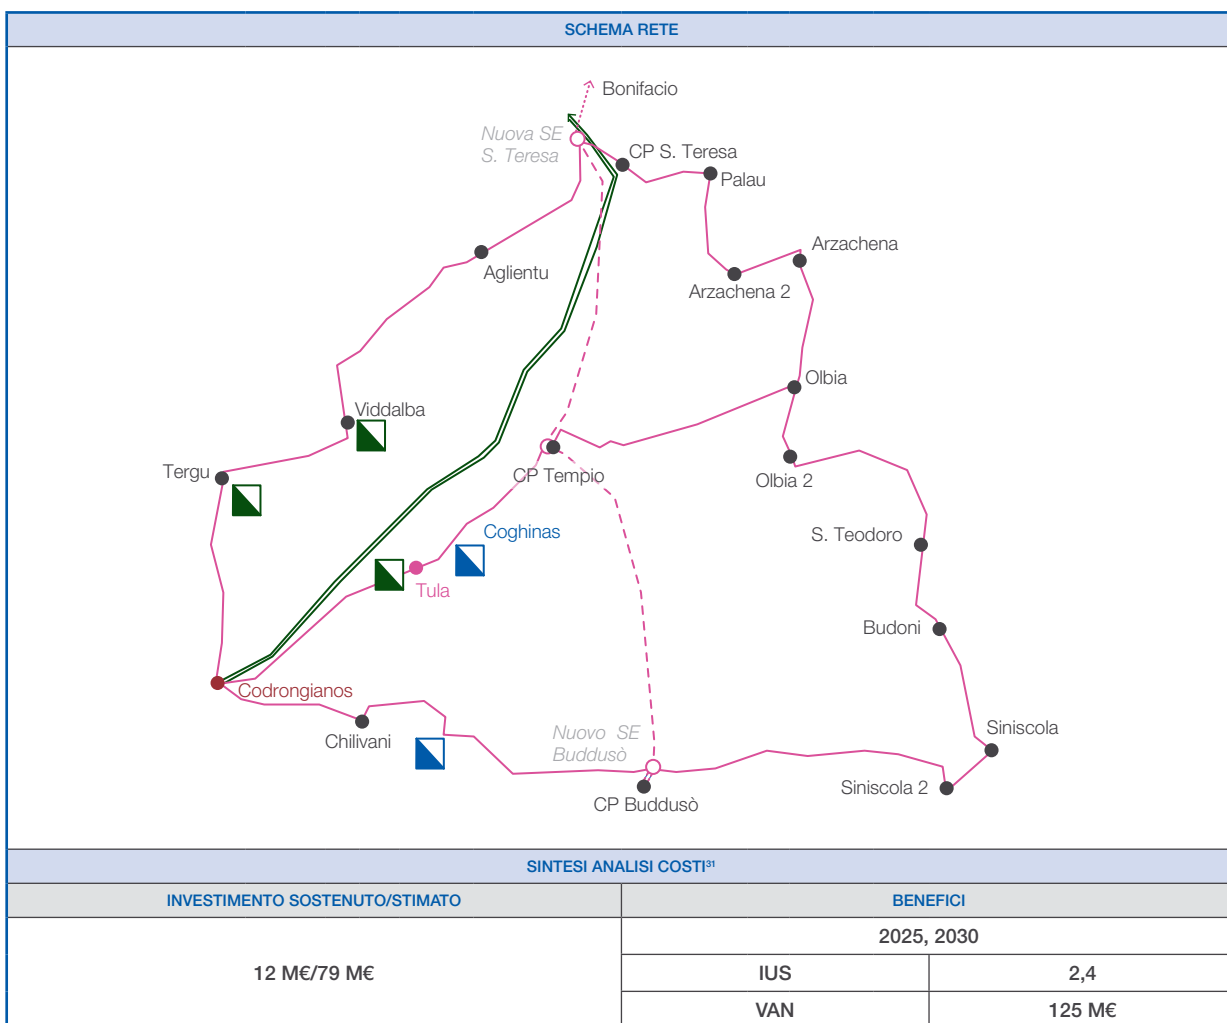 SCHEMA RETE
Bonifacio
Nuova SE
S. Teresa
CP S. Teresa
Palau
Arzachena
Aglientu
Arzachena 2
Olbia
Viddalba
CP Tempio
Olbia 2
Tergu
Coghinas
S. Teodoro
Tula
Budoni
Codrongianos
Chilivani
Nuovo SE
Buddusò
Siniscola
Siniscola 2
CP Buddusò
SINTESI ANALISI COSTI³¹
INVESTIMENTO SOSTENUTO/STIMATO
BENEFICI
12 M€/79 M€
2025, 2030
IUS
2,4
VAN
125 M€